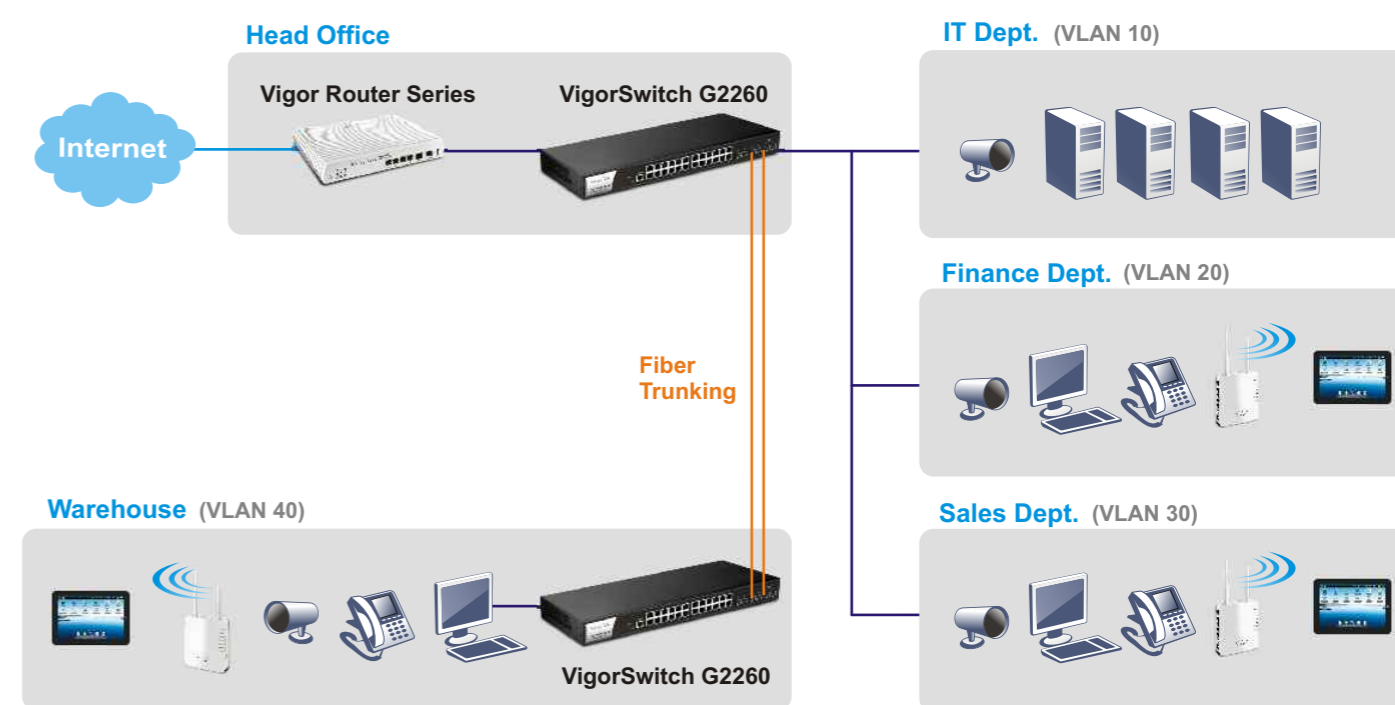 Head Office
IT Dept. (VLAN 10)
Vigor Router Series
VigorSwitch G2260
Internet
Finance Dept. (VLAN 20)
Fiber
Trunking
Warehouse (VLAN 40)
Sales Dept. (VLAN 30)
VigorSwitch G2260